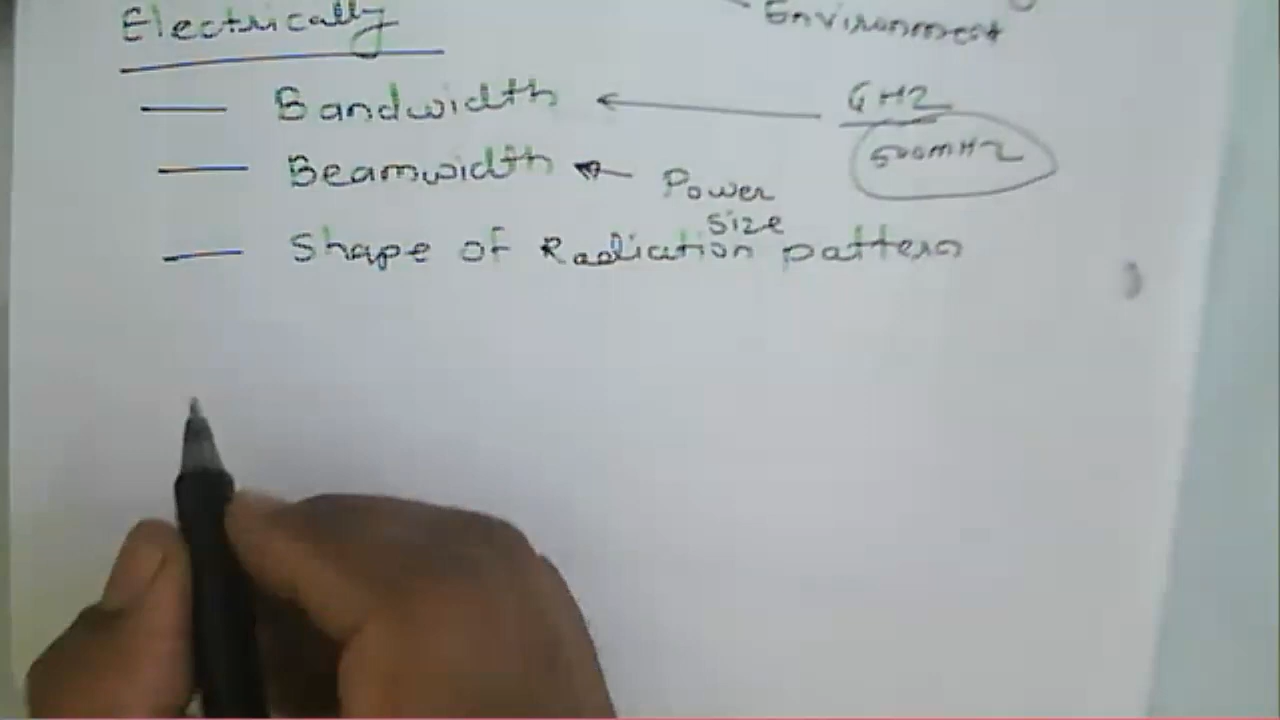 Electrically
Environment
Bandwidth
GHZ
500MHZ
Beamwidth
Power
Size
Shape of Radiation pattern